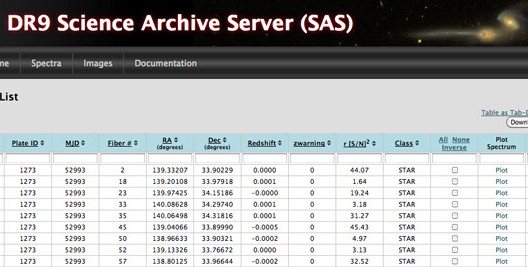 DR9 Science Archive Server (SAS)
Spectra Images Documentation
List
Table as Tab-
Plate ID MJD Fiber # RA (degrees) Dec (degrees) Redshift zwarning r [S/N]2 Class All None Inverse Plot Spectrum
1273 52993 2 139.33207 33.90229 0.0000 0 44.07 STAR Plot
1273 52993 18 139.20108 33.97918 0.0001 0 1.64 STAR Plot
1273 52993 23 139.97425 34.15180 -0.0000 0 19.24 STAR Plot
1273 52993 33 140.08628 34.29740 0.0001 0 3.18 STAR Plot
1273 52993 35 140.06498 34.31816 0.0001 0 31.27 STAR Plot
1273 52993 45 139.04066 33.89990 -0.0005 0 45.43 STAR Plot
1273 52993 50 138.96633 33.90321 -0.0002 0 4.97 STAR Plot
1273 52993 52 139.13326 33.76672 0.0000 0 3.13 STAR Plot
1273 52993 57 138.80125 33.96644 -0.0002 0 32.52 STAR Plot